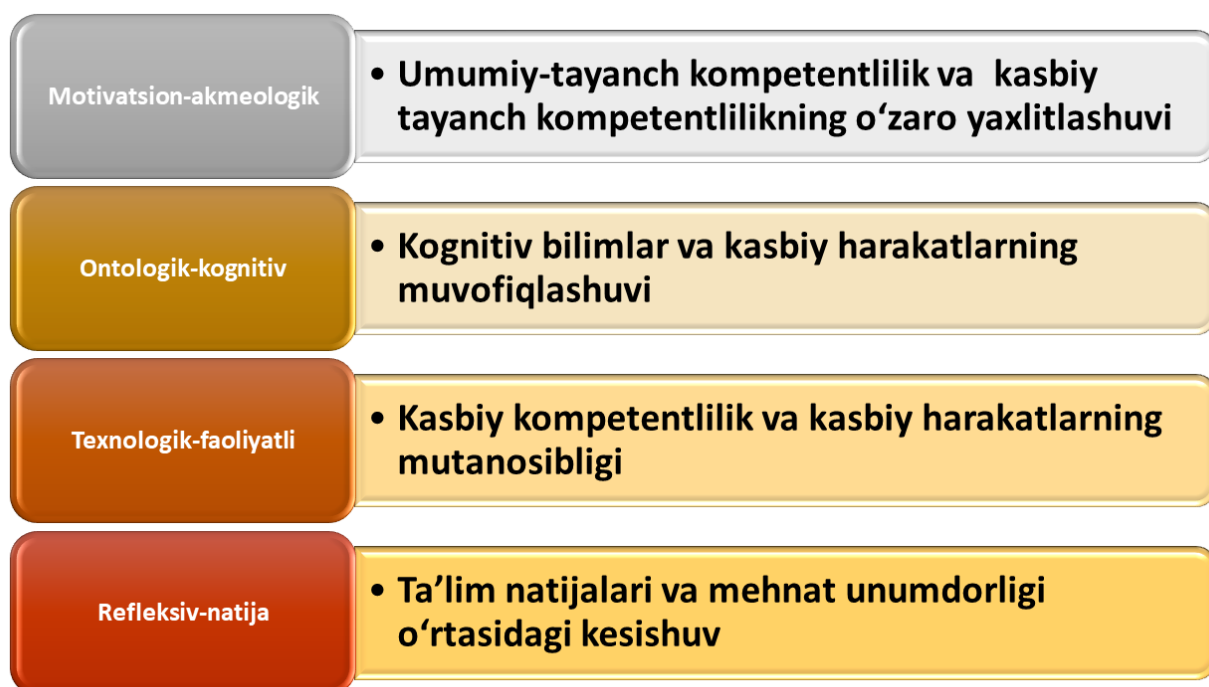 Motivatsion-akmeologik
• Umumiy-tayanch kompetentlilik va kasbiy
tayanch kompetentlilikning o‘zaro yaxlitlashuvi
Ontologik-kognitiv
• Kognitiv bilimlar va kasbiy harakatlarning
muvofiqlashuvi
Texnologik-faoliyatli
• Kasbiy kompetentlilik va kasbiy harakatlarning
mutanosibligi
Refleksiv-natija
• Ta’lim natijalari va mehnat unumdorligi
o‘rtasidagi kesishuv